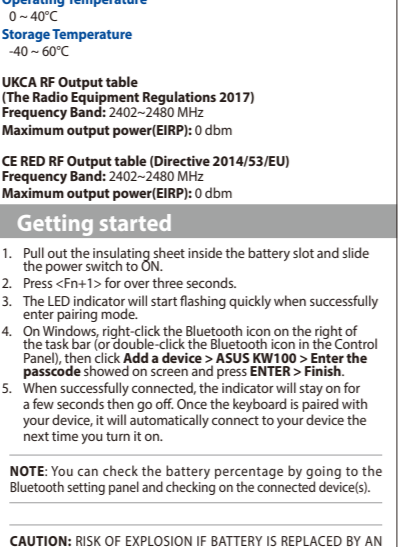 Operating Temperature
0 ~ 40°C
Storage Temperature
-40 ~ 60°C
UKCA RF Output table
(The Radio Equipment Regulations 2017)
Frequency Band: 2402~2480 MHz
Maximum output power(EIRP): 0 dbm
CE RED RF Output table (Directive 2014/53/EU)
Frequency Band: 2402~2480 MHz
Maximum output power(EIRP): 0 dbm
Getting started
1. Pull out the insulating sheet inside the battery slot and slide
the power switch to ON.
2. Press <Fn+1> for over three seconds.
3. The LED indicator will start flashing quickly when successfully
enter pairing mode.
4. On Windows, right-click the Bluetooth icon on the right of
the task bar (or double-click the Bluetooth icon in the Control
Panel), then click Add a device > ASUS KW100 > Enter the
passcode showed on screen and press ENTER > Finish.
5. When successfully connected, the indicator will stay on for
a few seconds then go off. Once the keyboard is paired with
your device, it will automatically connect to your device the
next time you turn it on.
NOTE: You can check the battery percentage by going to the
Bluetooth setting panel and checking on the connected device(s).
CAUTION: RISK OF EXPLOSION IF BATTERY IS REPLACED BY AN